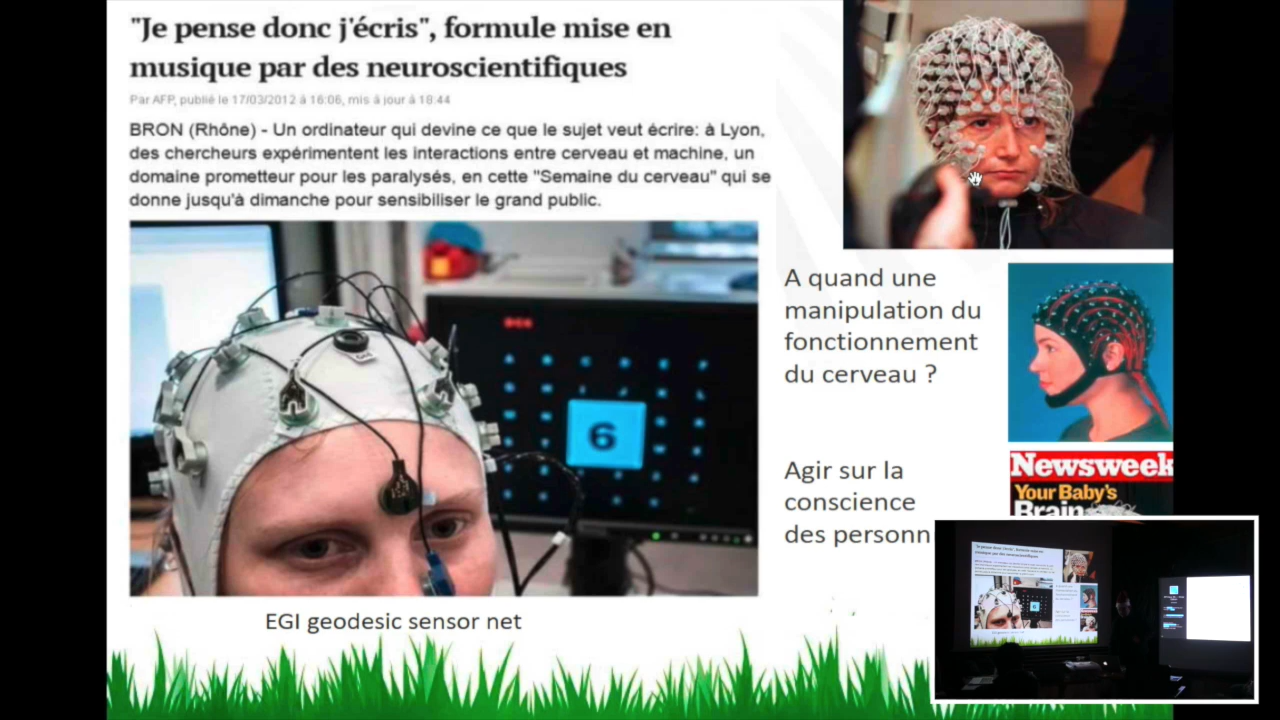 "Je pense donc j'écris", formule mise en
musique par des neuroscientifiques
Par AFP, publié le 17/03/2012 à 16:06, mis à jour à 18:44
BRON (Rhône) - Un ordinateur qui devine ce que le sujet veut écrire: à Lyon,
des chercheurs expérimentent les interactions entre cerveau et machine, un
domaine prometteur pour les paralysés, en cette "Semaine du cerveau" qui se
donne jusqu'à dimanche pour sensibiliser le grand public.
6
EGI geodesic sensor net
A quand une
manipulation du
fonctionnement
du cerveau ?
Agir sur la
conscience
des personn
Newsweek
Your Baby's
Brain